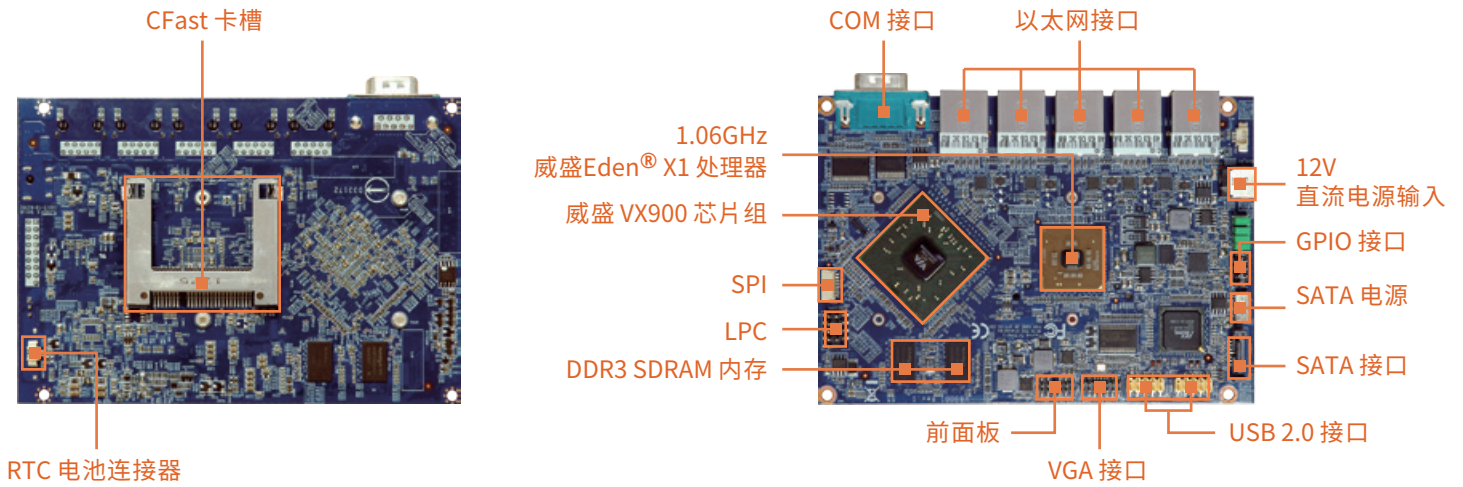 CFast 卡槽
RTC 电池连接器
COM 接口
以太网接口
1.06GHz
威盛Eden® X1 处理器
威盛 VX900 芯片组
SPI
LPC
DDR3 SDRAM 内存
12V
直流电源输入
GPIO 接口
SATA 电源
SATA 接口
前面板
VGA 接口
USB 2.0 接口